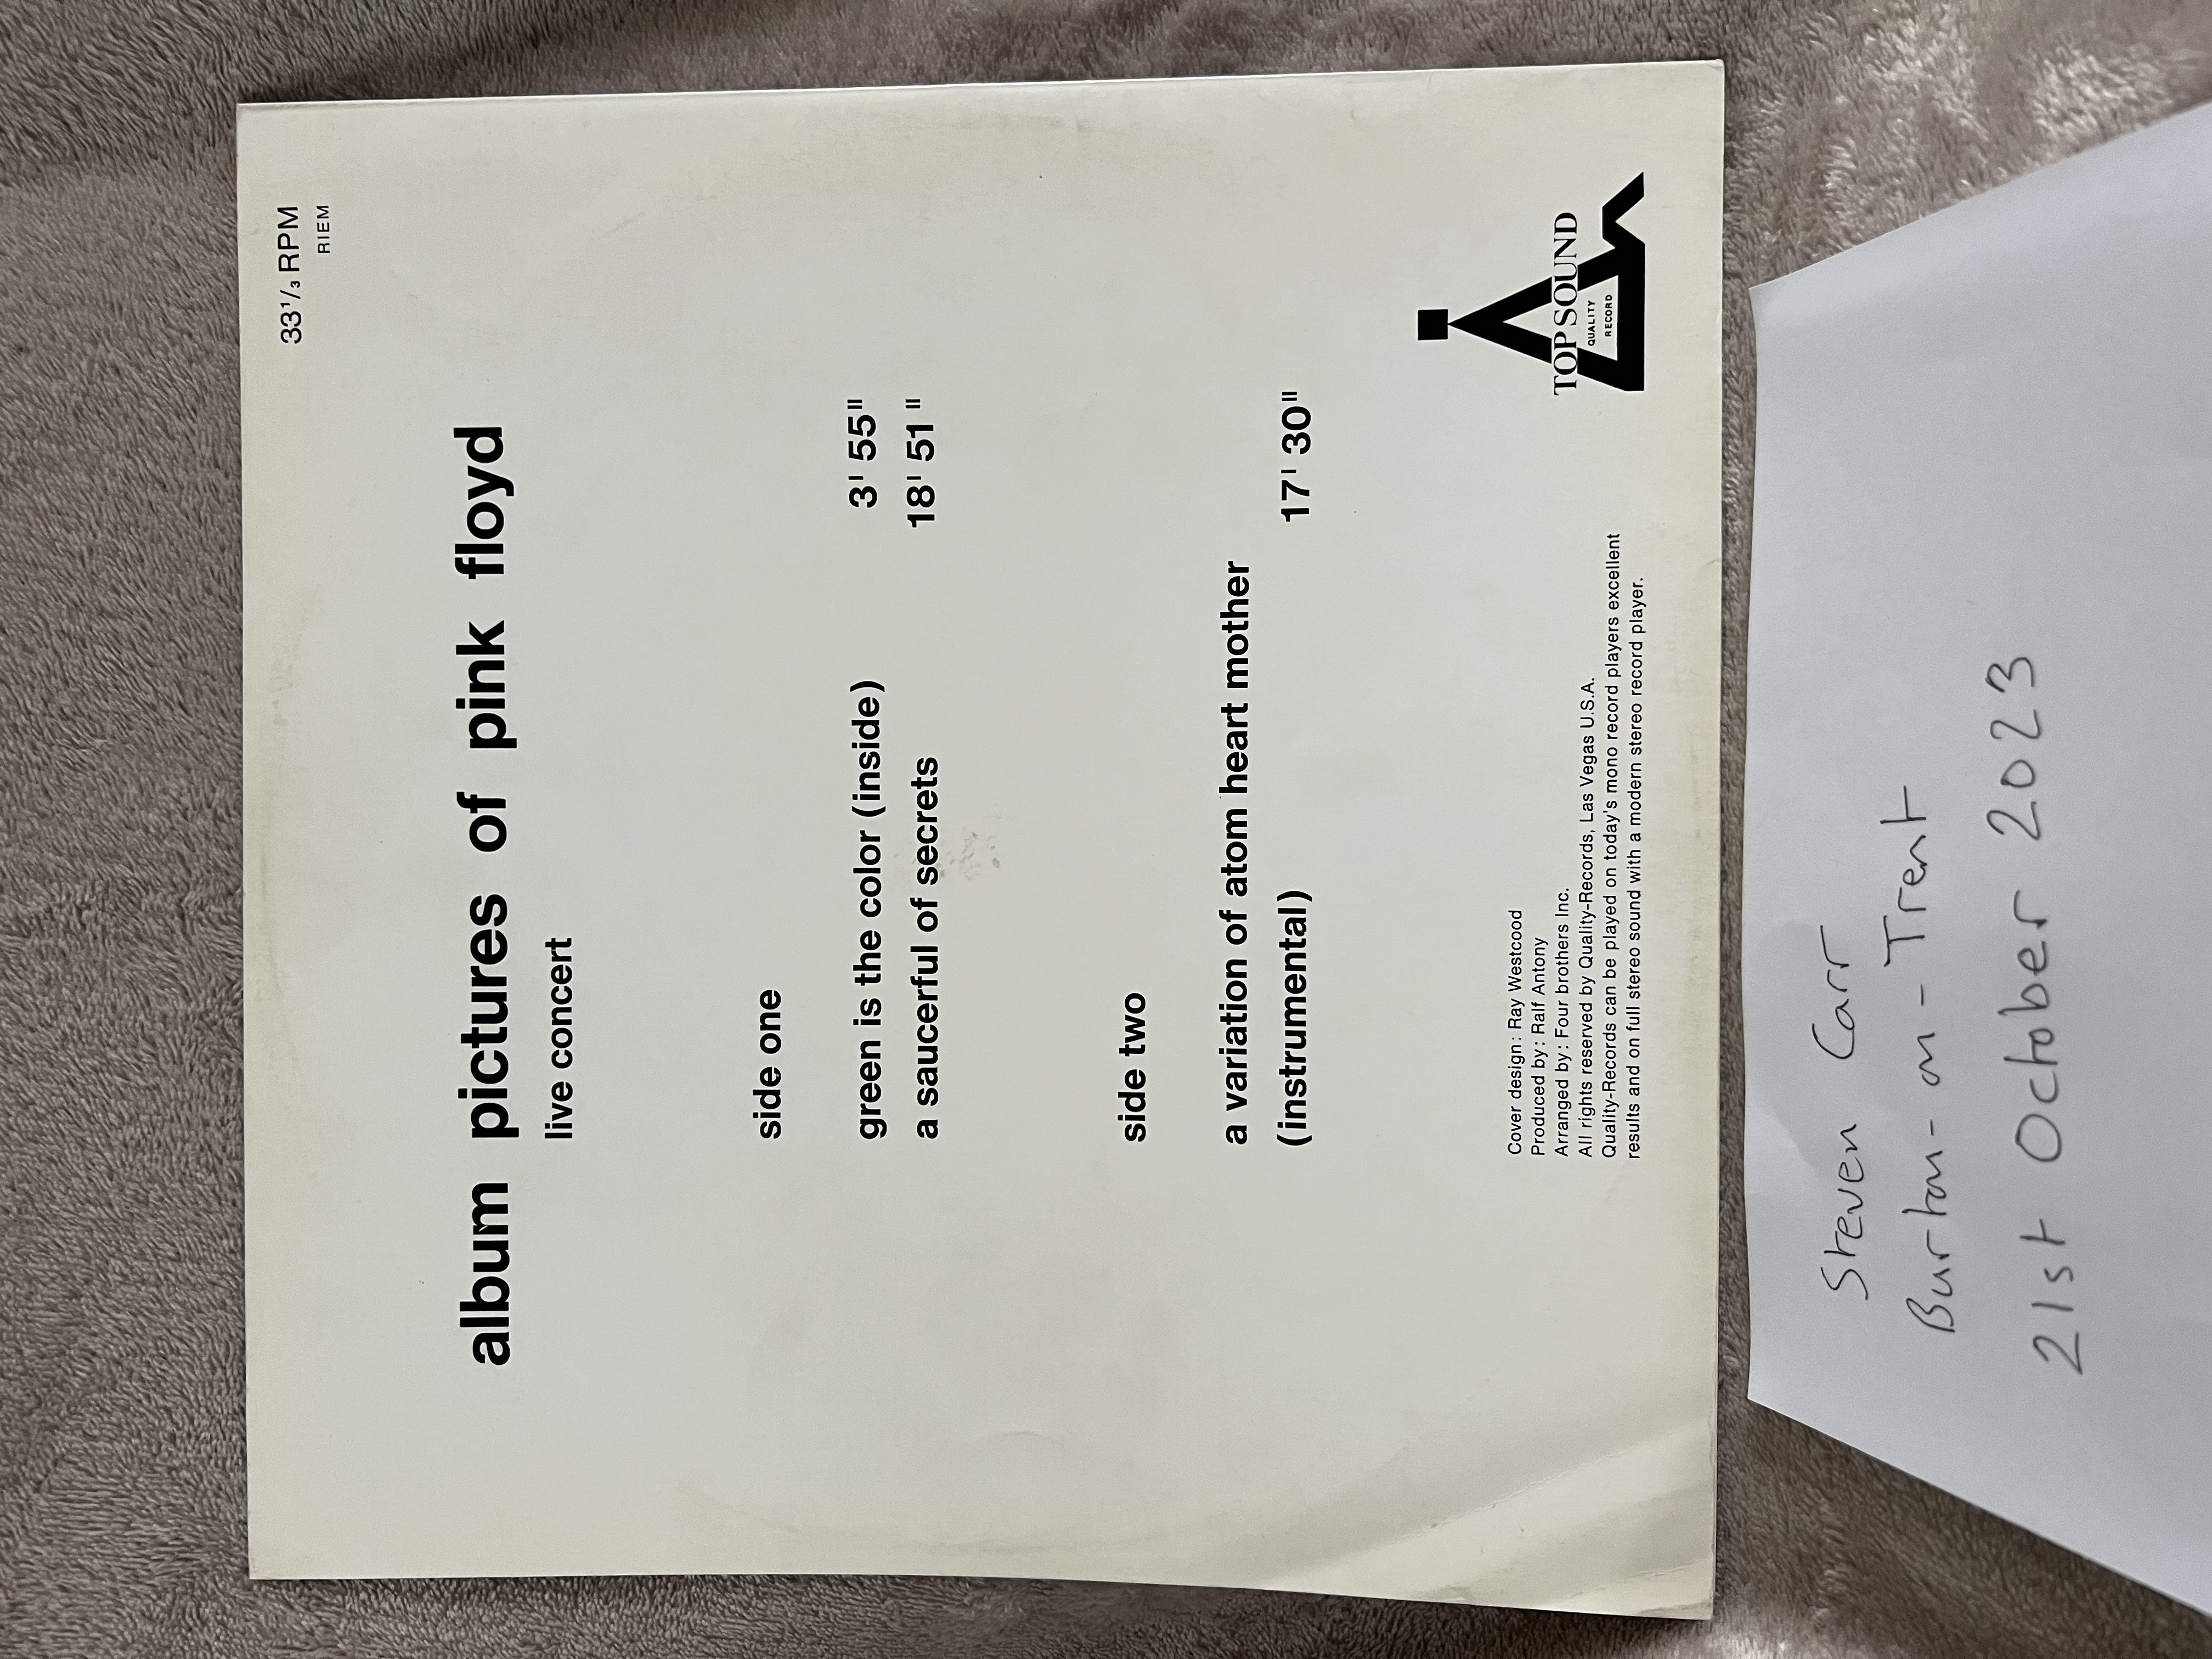 33 1/3 RPM
RIEM
album pictures of pink floyd
live concert
side one
green is the color (inside) 3' 55"
a saucerful of secrets 18' 51"
side two
a variation of atom heart mother
(instrumental) 17' 30"
Cover design: Ray Westcood
Produced by: Ralf Antony
Arranged by: Four brothers Inc.
All rights reserved by Quality-Records, Las Vegas U.S.A.
Quality-Records can be played on today's mono record players excellent
results and on full stereo sound with a modern stereo record player.
TOP SOUND
QUALITY
RECORD
Steven Carr
Burton-on-Trent
21st October 2023